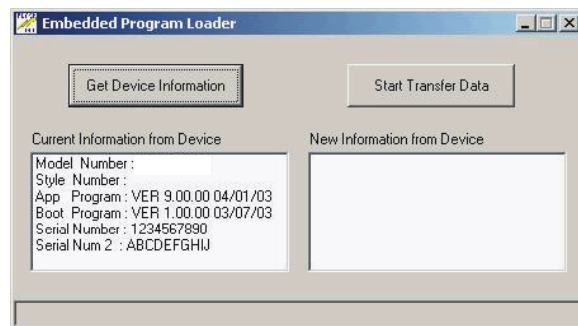 Embedded Program Loader
Get Device Information
Start Transfer Data
Current Information from Device
New Information from Device
Model Number :
Style Number :
App Program : VER 9.00.00 04/01/03
Boot Program : VER 1.00.00 03/07/03
Serial Number : 1234567890
Serial Num 2 : ABCDEFGHIJ